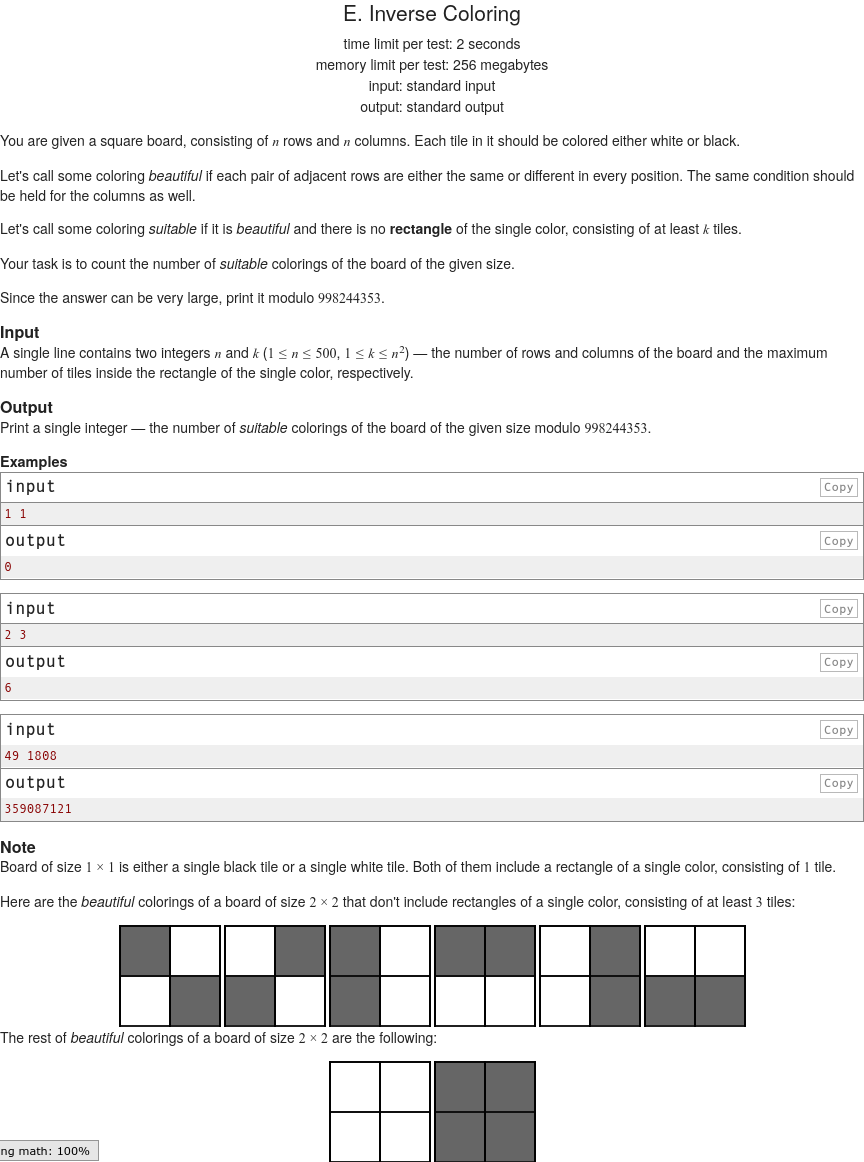 E. Inverse Coloring
time limit per test: 2 seconds
memory limit per test: 256 megabytes
input: standard input
output: standard output
You are given a square board, consisting of n rows and n columns. Each tile in it should be colored either white or black.
Let's call some coloring beautiful if each pair of adjacent rows are either the same or different in every position. The same condition should
be held for the columns as well.
Let's call some coloring suitable if it is beautiful and there is no rectangle of the single color, consisting of at least k tiles.
Your task is to count the number of suitable colorings of the board of the given size.
Since the answer can be very large, print it modulo 998244353.
Input
A single line contains two integers n and k (1 ≤ n ≤ 500, 1 ≤ k ≤ n²) — the number of rows and columns of the board and the maximum
number of tiles inside the rectangle of the single color, respectively.
Output
Print a single integer — the number of suitable colorings of the board of the given size modulo 998244353.
Examples
input Copy
1 1
output Copy
0
input Copy
2 3
output Copy
6
input Copy
49 1808
output Copy
359087121
Note
Board of size 1 × 1 is either a single black tile or a single white tile. Both of them include a rectangle of a single color, consisting of 1 tile.
Here are the beautiful colorings of a board of size 2 × 2 that don't include rectangles of a single color, consisting of at least 3 tiles:
The rest of beautiful colorings of a board of size 2 × 2 are the following:
ng math: 100%